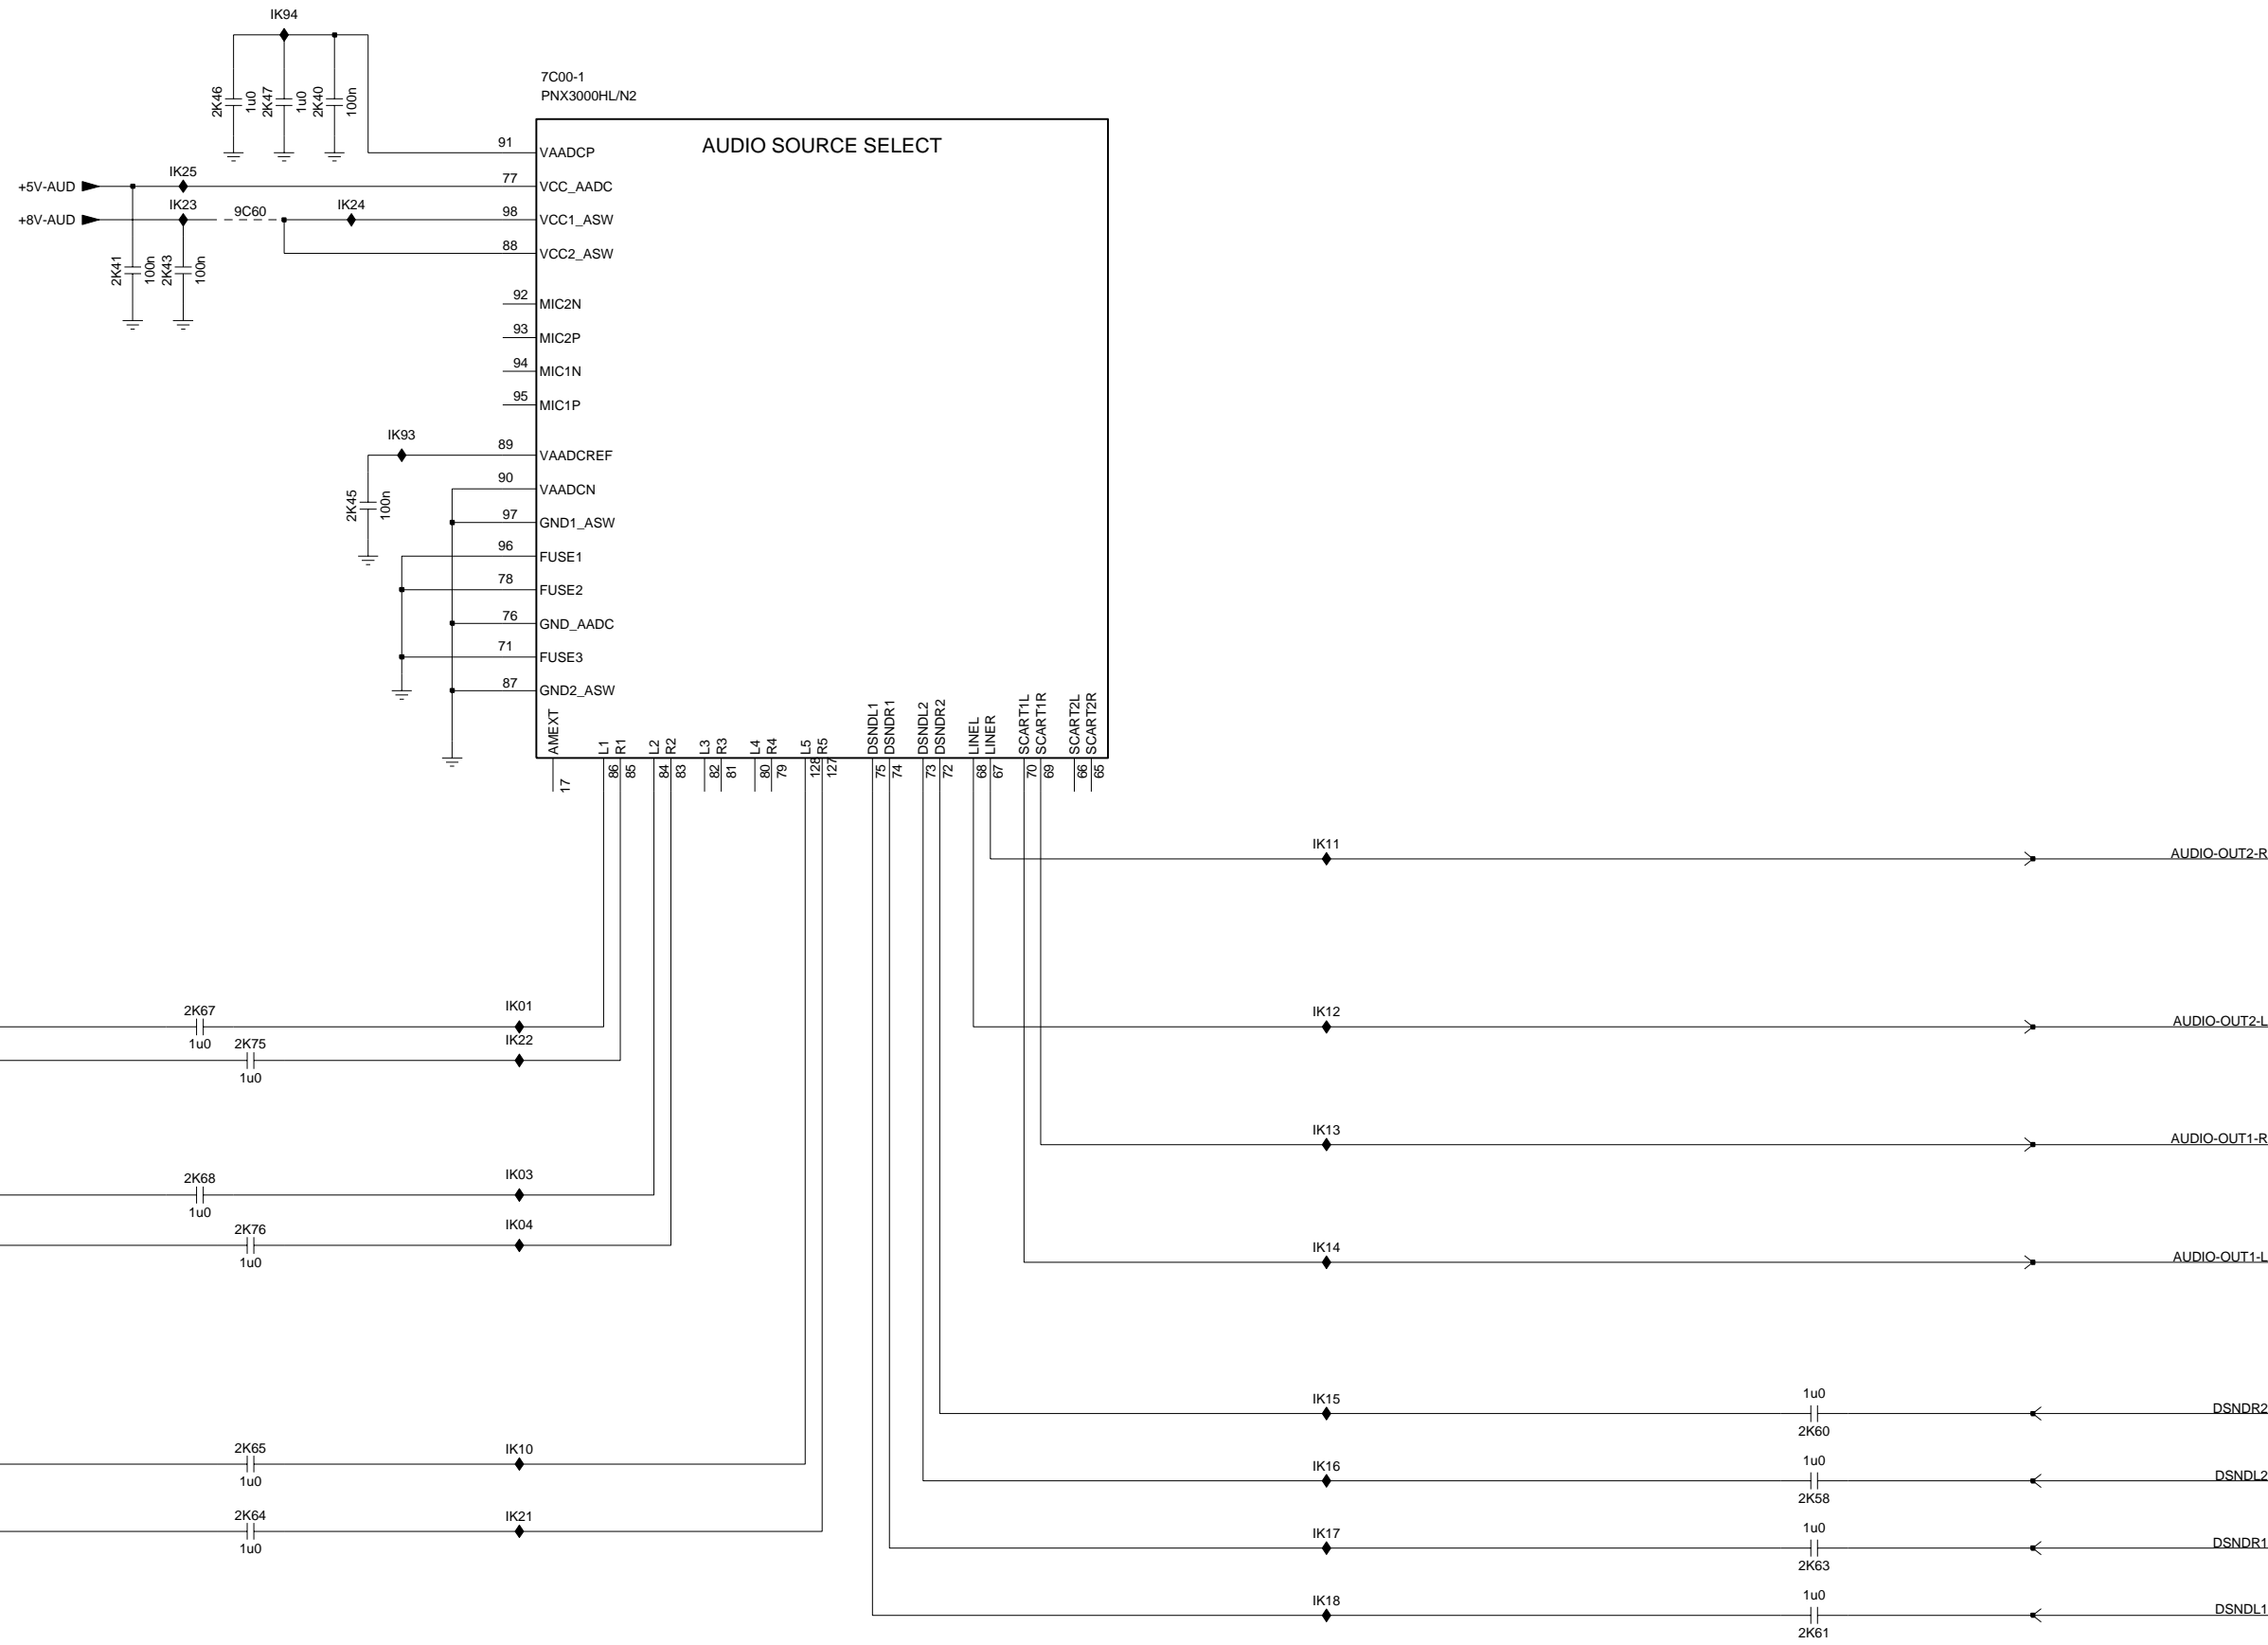 IK94
2K46
1u0
2K47
1u0
2K40
100n
7C00-1
PNX3000HL/N2
AUDIO SOURCE SELECT
91
VAADCP
+5V-AUD
IK25
77
VCC_AADC
+8V-AUD
IK23
9C60
IK24
98
VCC1_ASW
88
VCC2_ASW
2K41
100n
2K43
100n
92
MIC2N
93
MIC2P
94
MIC1N
95
MIC1P
IK93
89
VAADCREF
2K45
100n
90
VAADCN
97
GND1_ASW
96
FUSE1
78
FUSE2
76
GND_AADC
71
FUSE3
87
GND2_ASW
AMEXT
L1
R1
L2
R2
L3
R3
L4
R4
L5
R5
DSNDL1
DSNDR1
DSNDL2
DSNDR2
LINEL
LINER
SCART1L
SCART1R
SCART2L
SCART2R
17
86
85
84
83
82
81
80
79
128
127
75
74
73
72
68
67
70
69
66
65
IK11
AUDIO-OUT2-R
2K67
1u0
IK01
IK12
AUDIO-OUT2-L
2K75
1u0
IK22
IK13
AUDIO-OUT1-R
2K68
1u0
IK03
2K76
1u0
IK04
IK14
AUDIO-OUT1-L
IK15
1u0
2K60
DSNDR2
2K65
1u0
IK10
IK16
1u0
2K58
DSNDL2
2K64
1u0
IK21
IK17
1u0
2K63
DSNDR1
IK18
1u0
2K61
DSNDL1